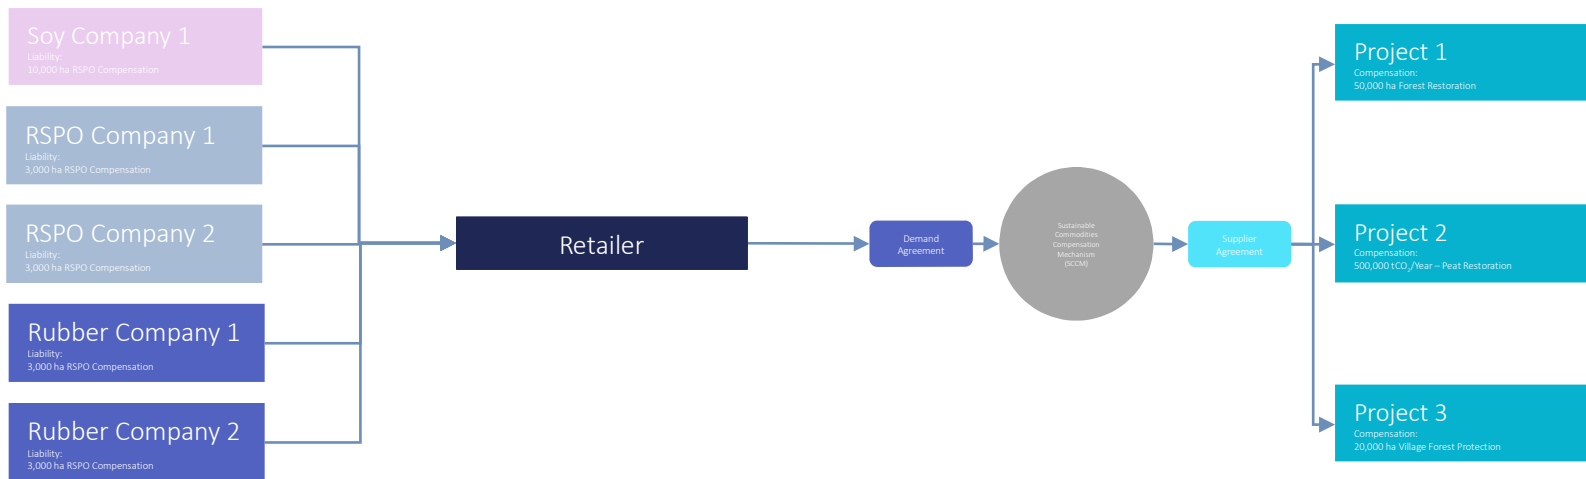 Soy Company 1
Liability:
10,000 ha RSPO Compensation
RSPO Company 1
Liability:
3,000 ha RSPO Compensation
RSPO Company 2
Liability:
3,000 ha RSPO Compensation
Rubber Company 1
Liability:
3,000 ha RSPO Compensation
Rubber Company 2
Liability:
3,000 ha RSPO Compensation
Retailer
Demand
Agreement
Sustainable
Commodities
Compensation
Mechanism
(SCCM)
Supplier
Agreement
Project 1
Compensation:
50,000 ha Forest Restoration
Project 2
Compensation:
500,000 tCO₂/Year – Peat Restoration
Project 3
Compensation:
20,000 ha Village Forest Protection